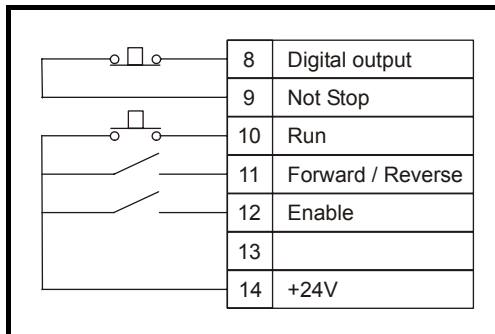 8 Digital output
9 Not Stop
10 Run
11 Forward / Reverse
12 Enable
13
14 +24V